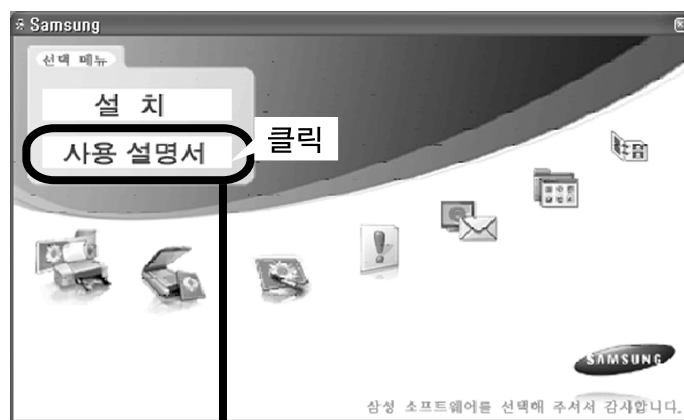 Samsung
선택 메뉴
설 치
사용 설명서
클릭
SAMSUNG
삼성 소프트웨어를 선택해 주셔서 감사합니다.